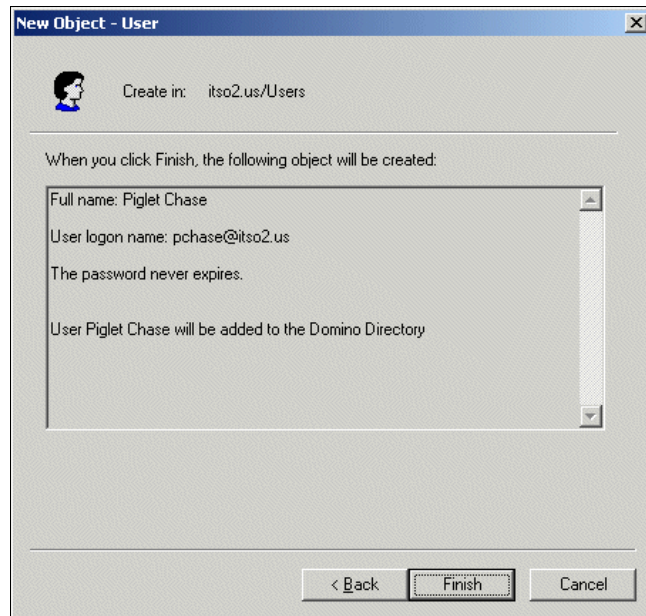 New Object - User
Create in: itso2.us/Users
When you click Finish, the following object will be created:
Full name: Piglet Chase
User logon name: pchase@itso2.us
The password never expires.
User Piglet Chase will be added to the Domino Directory
< Back Finish Cancel